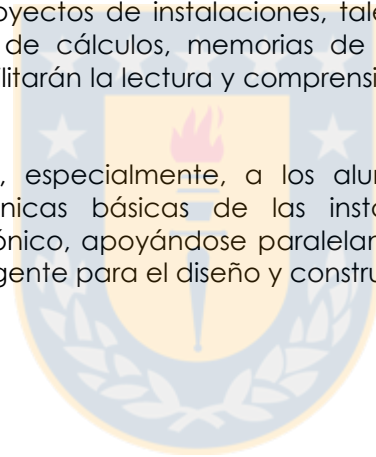 oyectos de instalaciones, tale
de cálculos, memorias de
litarán la lectura y comprensi
, especialmente, a los alur
nicas básicas de las insta
ónico, apoyándose paralelar
gente para el diseño y constru